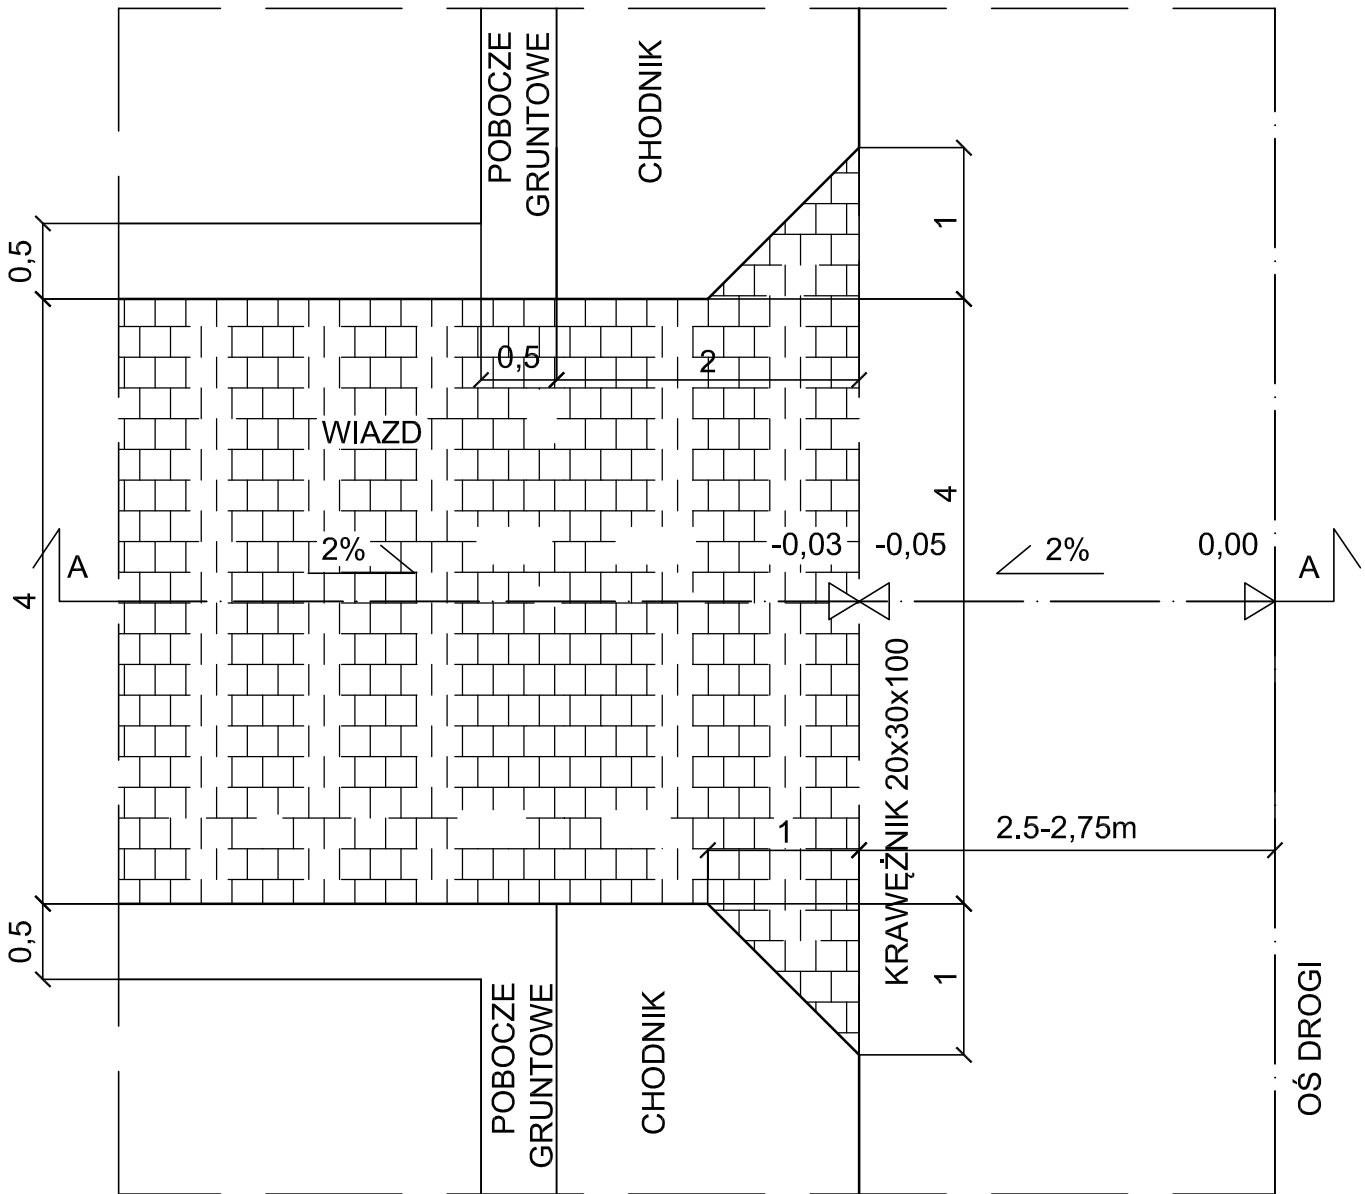 POBOCZE
GRUNTOWE
CHODNIK
0,5
1
0,5
2
WIAZD
4
A
2%
-0,03
-0,05
2%
0,00
A
4
KRAWĘŻNIK 20x30x100
1
2.5-2,75m
0,5
1
POBOCZE
GRUNTOWE
CHODNIK
OŚ DROGI